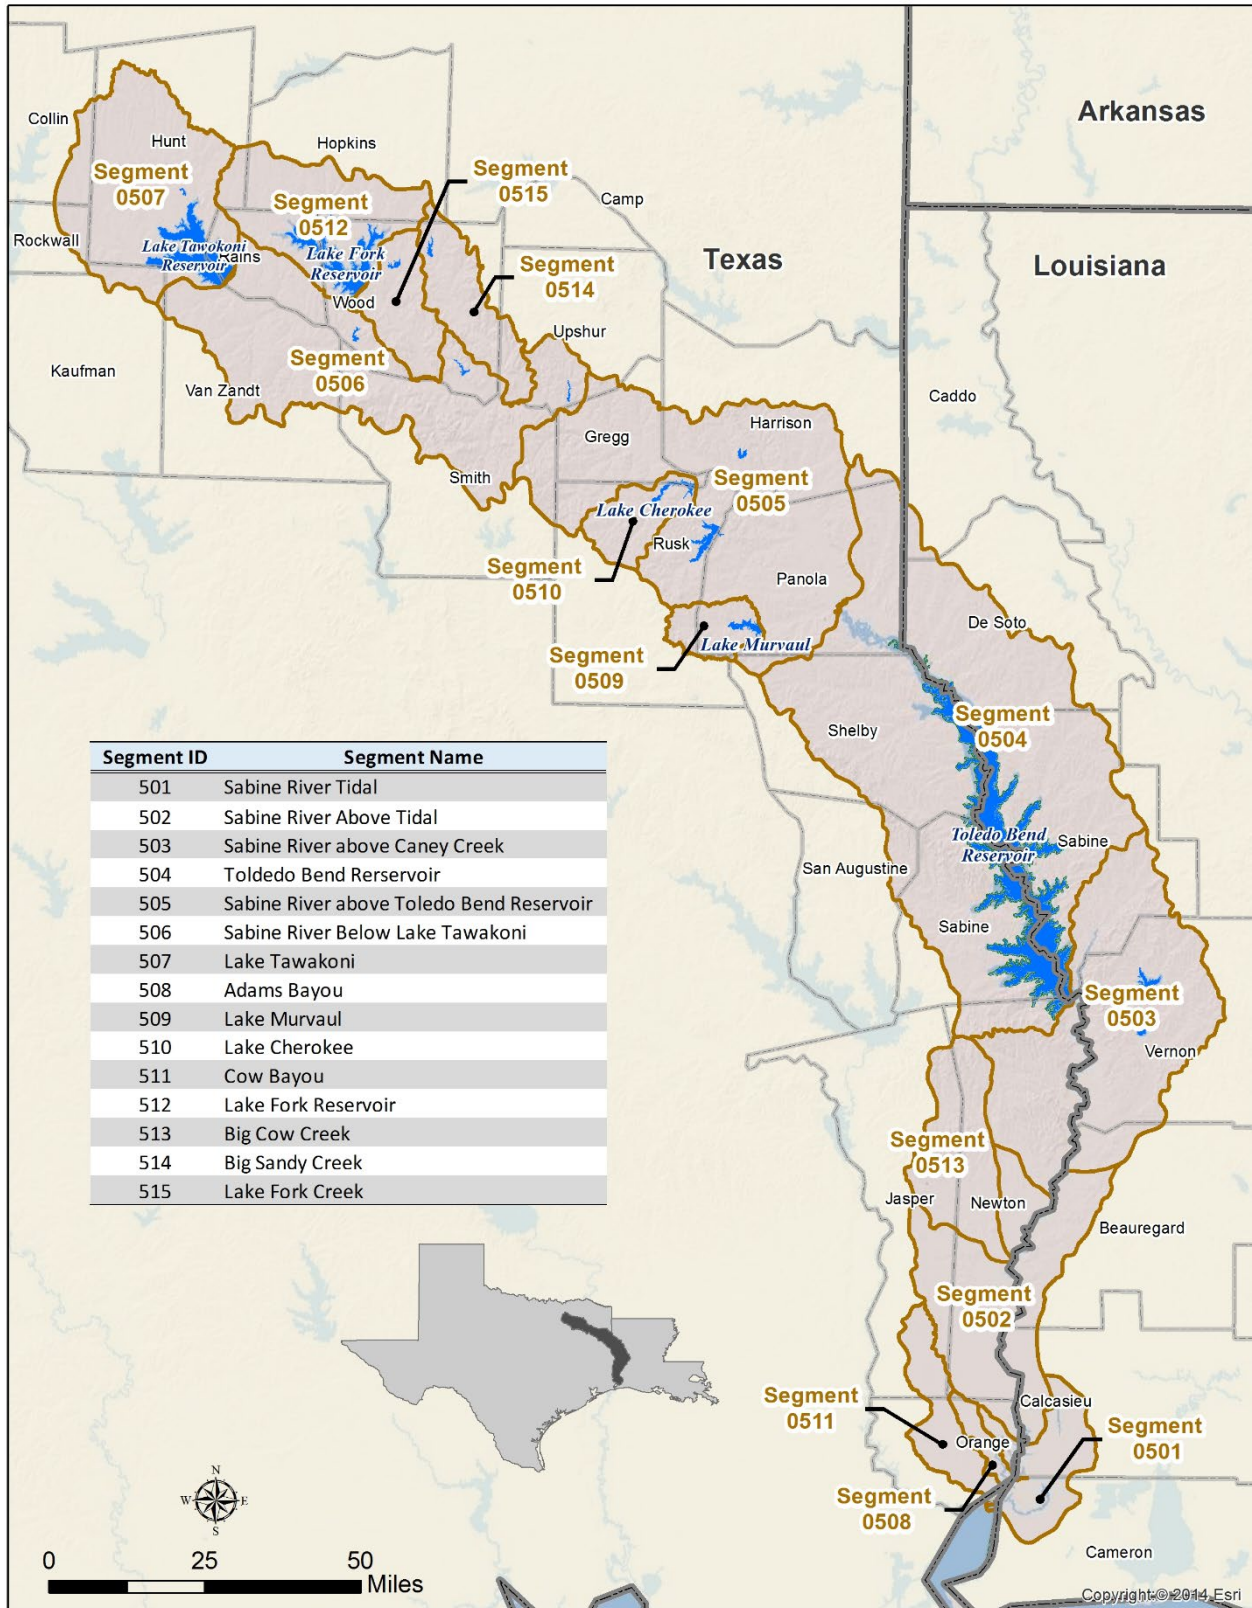 Arkansas
Collin
Hunt
Hopkins
Segment
0507
Segment
0515
Segment
0512
Camp
Rockwall
Lake Tawokoni
Reservoir
Rains
Lake Fork
Reservoir
Texas
Louisiana
Segment
0514
Wood
Upshur
Segment
0506
Kaufman
Van Zandt
Caddo
Gregg
Harrison
Smith
Segment
0505
Lake Cherokee
Rusk
Segment
0510
Panola
De Soto
Lake Murvaul
Segment
0509
Segment
0504
Shelby
Toledo Bend
Reservoir
Sabine
San Augustine
Sabine
Segment
0503
Vernon
Segment ID Segment Name
501 Sabine River Tidal
502 Sabine River Above Tidal
503 Sabine River above Caney Creek
504 Toldedo Bend Rerservoir
505 Sabine River above Toledo Bend Reservoir
506 Sabine River Below Lake Tawakoni
507 Lake Tawakoni
508 Adams Bayou
509 Lake Murvaul
510 Lake Cherokee
511 Cow Bayou
512 Lake Fork Reservoir
513 Big Cow Creek
514 Big Sandy Creek
515 Lake Fork Creek
Segment
0513
Jasper
Newton
Beauregard
Segment
0502
Segment
0511
Calcasieu
Orange
Segment
0501
Segment
0508
Cameron
N
W E
S
0 25 50
Miles
Copyright:© 2014 Esri